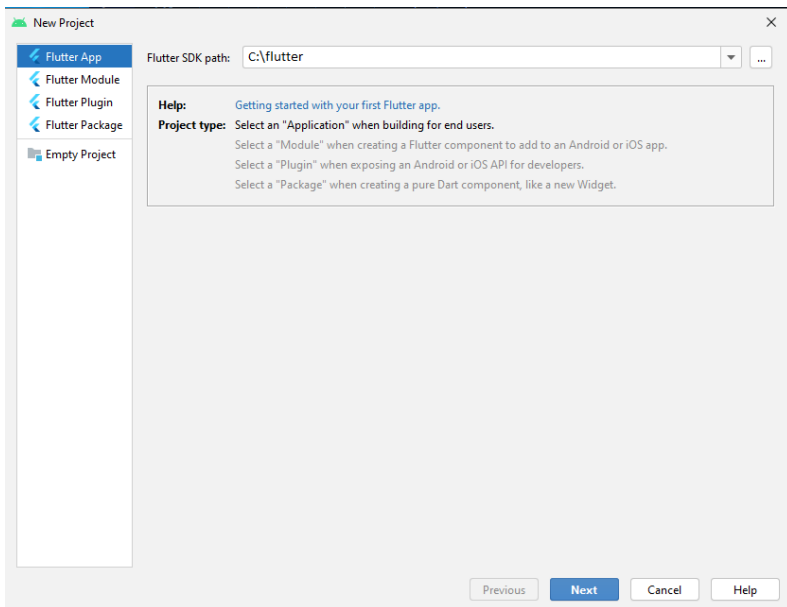 New Project
Flutter App
Flutter Module
Flutter Plugin
Flutter Package
Empty Project
Flutter SDK path: C:\flutter ...
Help: Getting started with your first Flutter app.
Project type: Select an "Application" when building for end users.
Select a "Module" when creating a Flutter component to add to an Android or iOS app.
Select a "Plugin" when exposing an Android or iOS API for developers.
Select a "Package" when creating a pure Dart component, like a new Widget.
Previous Next Cancel Help